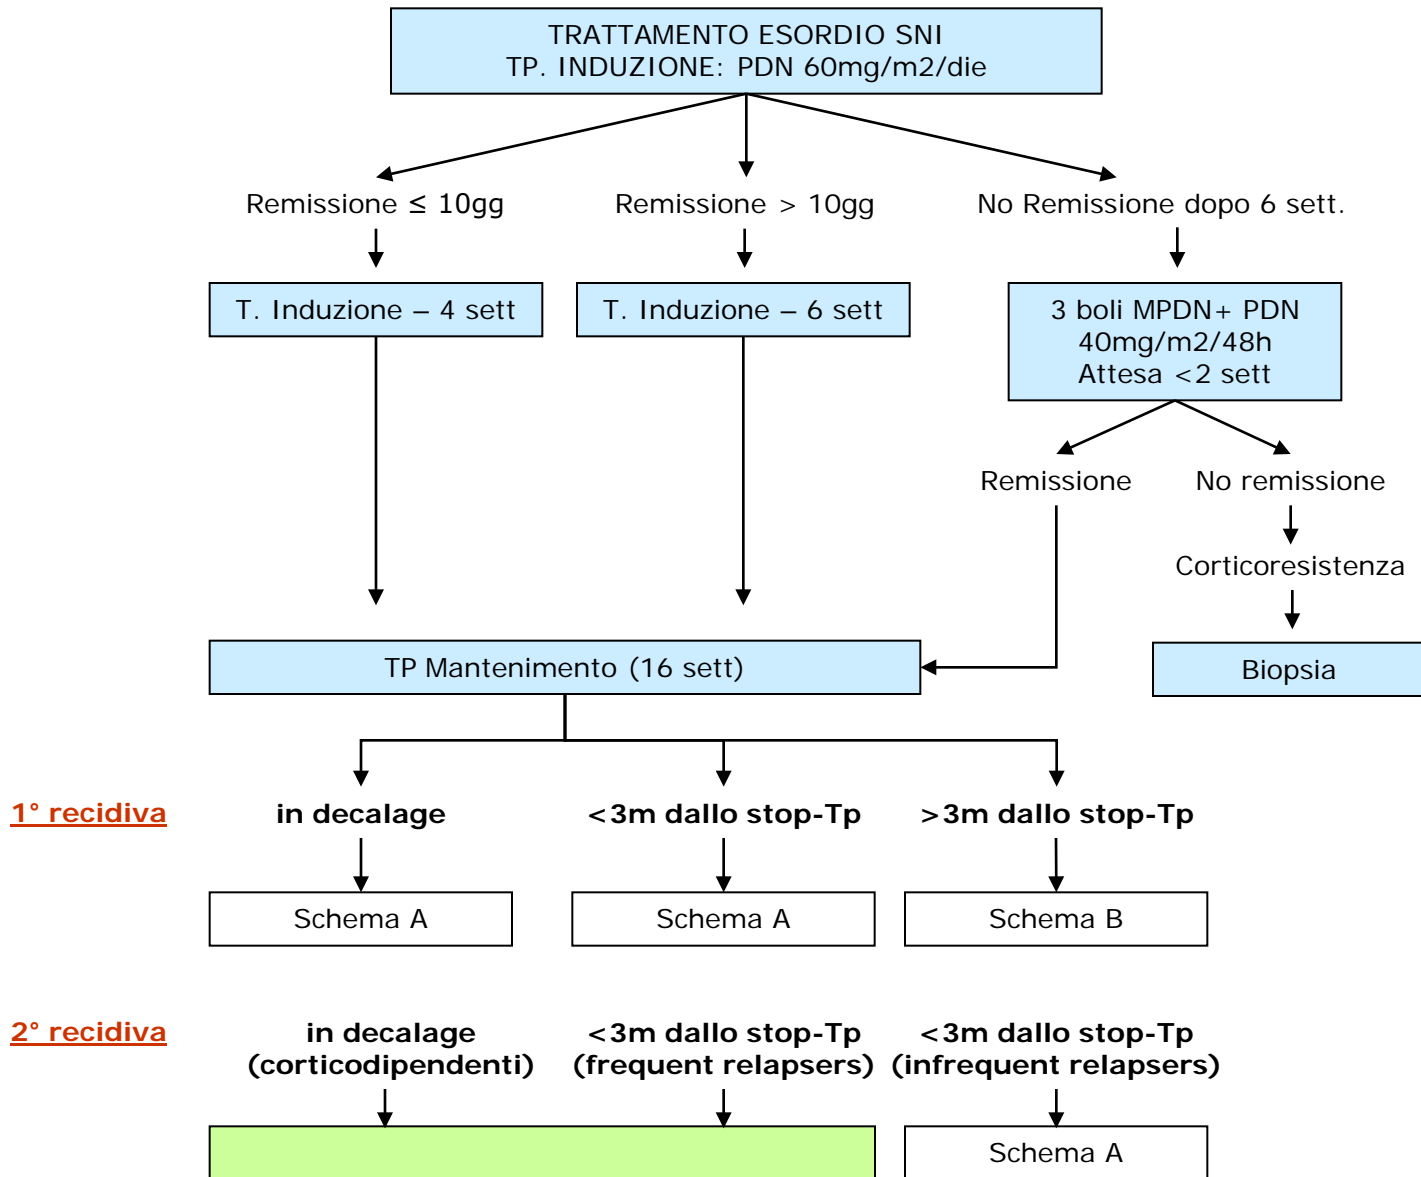 TRATTAMENTO ESORDIO SNI
TP. INDUZIONE: PDN 60mg/m2/die
Remissione ≤ 10gg
Remissione > 10gg
No Remissione dopo 6 sett.
T. Induzione – 4 sett
T. Induzione – 6 sett
3 boli MPDN+ PDN
40mg/m2/48h
Attesa <2 sett
Remissione
No remissione
Corticoresistenza
TP Mantenimento (16 sett)
Biopsia
1° recidiva
in decalage
<3m dallo stop-Tp
>3m dallo stop-Tp
Schema A
Schema A
Schema B
2° recidiva
in decalage
(corticodipendenti)
<3m dallo stop-Tp
(frequent relapsers)
<3m dallo stop-Tp
(infrequent relapsers)
Schema A